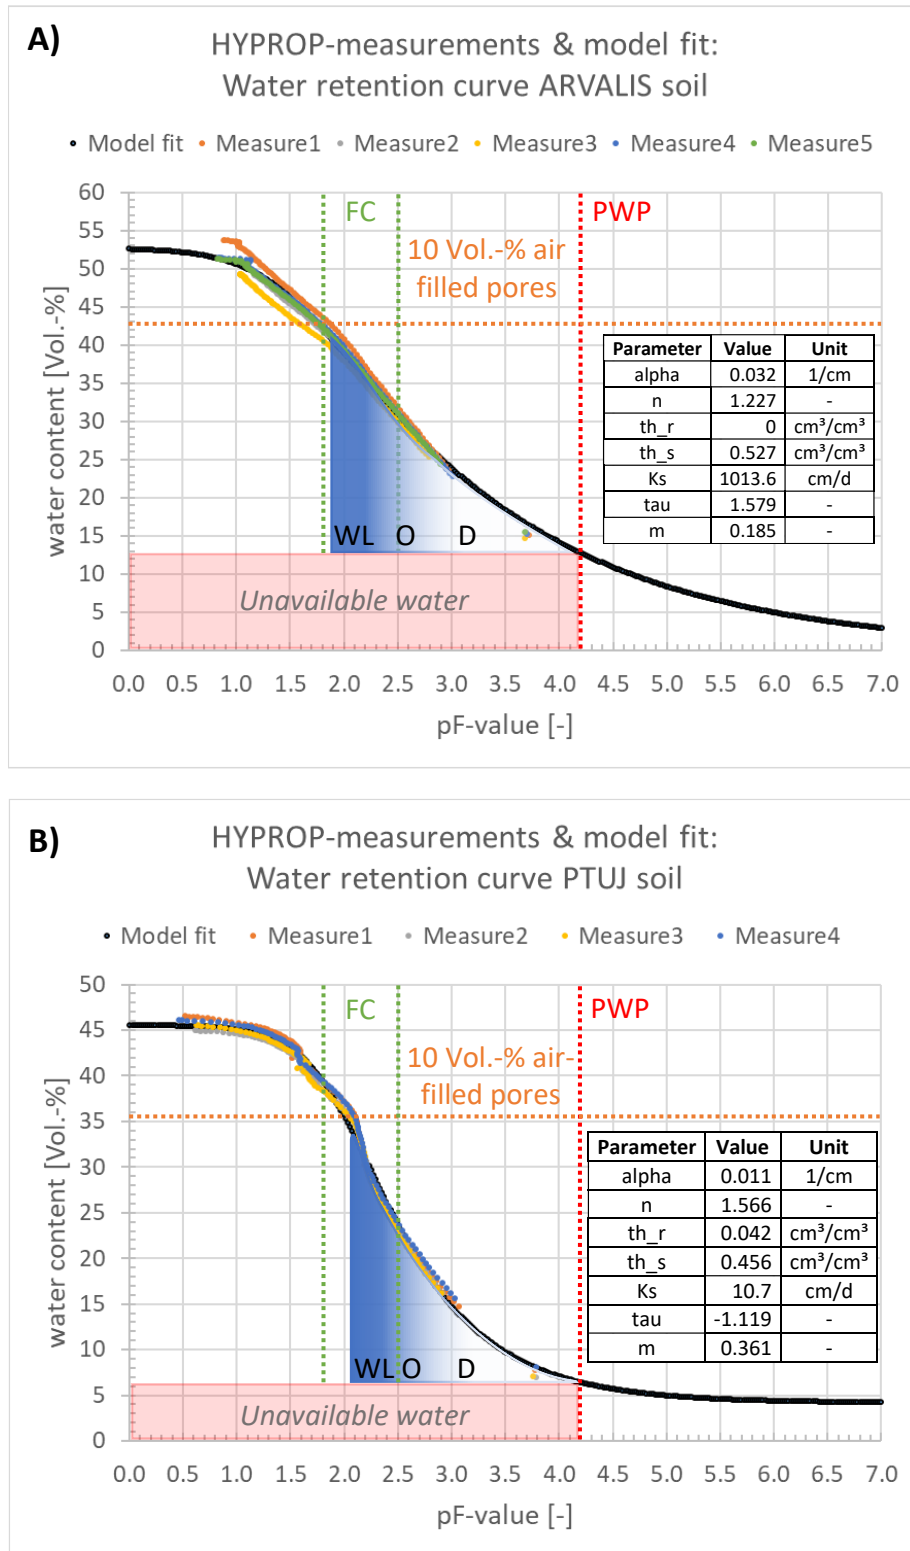 A)
HYPROP-measurements & model fit:
Water retention curve ARVALIS soil
Model fit Measure1 Measure2 Measure3 Measure4 Measure5
water content [Vol.-%]
60
55
50
45
40
35
30
25
20
15
10
5
0
FC
PWP
10 Vol.-% air
filled pores
Parameter Value Unit
alpha 0.032 1/cm
n 1.227 -
th_r 0 cm³/cm³
th_s 0.527 cm³/cm³
Ks 1013.6 cm/d
tau 1.579 -
m 0.185 -
WL O D
Unavailable water
0.0 0.5 1.0 1.5 2.0 2.5 3.0 3.5 4.0 4.5 5.0 5.5 6.0 6.5 7.0
pF-value [-]
B)
HYPROP-measurements & model fit:
Water retention curve PTUJ soil
Model fit Measure1 Measure2 Measure3 Measure4
water content [Vol.-%]
50
45
40
35
30
25
20
15
10
5
0
FC
PWP
10 Vol.-% air-
filled pores
Parameter Value Unit
alpha 0.011 1/cm
n 1.566 -
th_r 0.042 cm³/cm³
th_s 0.456 cm³/cm³
Ks 10.7 cm/d
tau -1.119 -
m 0.361 -
WL O D
Unavailable water
0.0 0.5 1.0 1.5 2.0 2.5 3.0 3.5 4.0 4.5 5.0 5.5 6.0 6.5 7.0
pF-value [-]